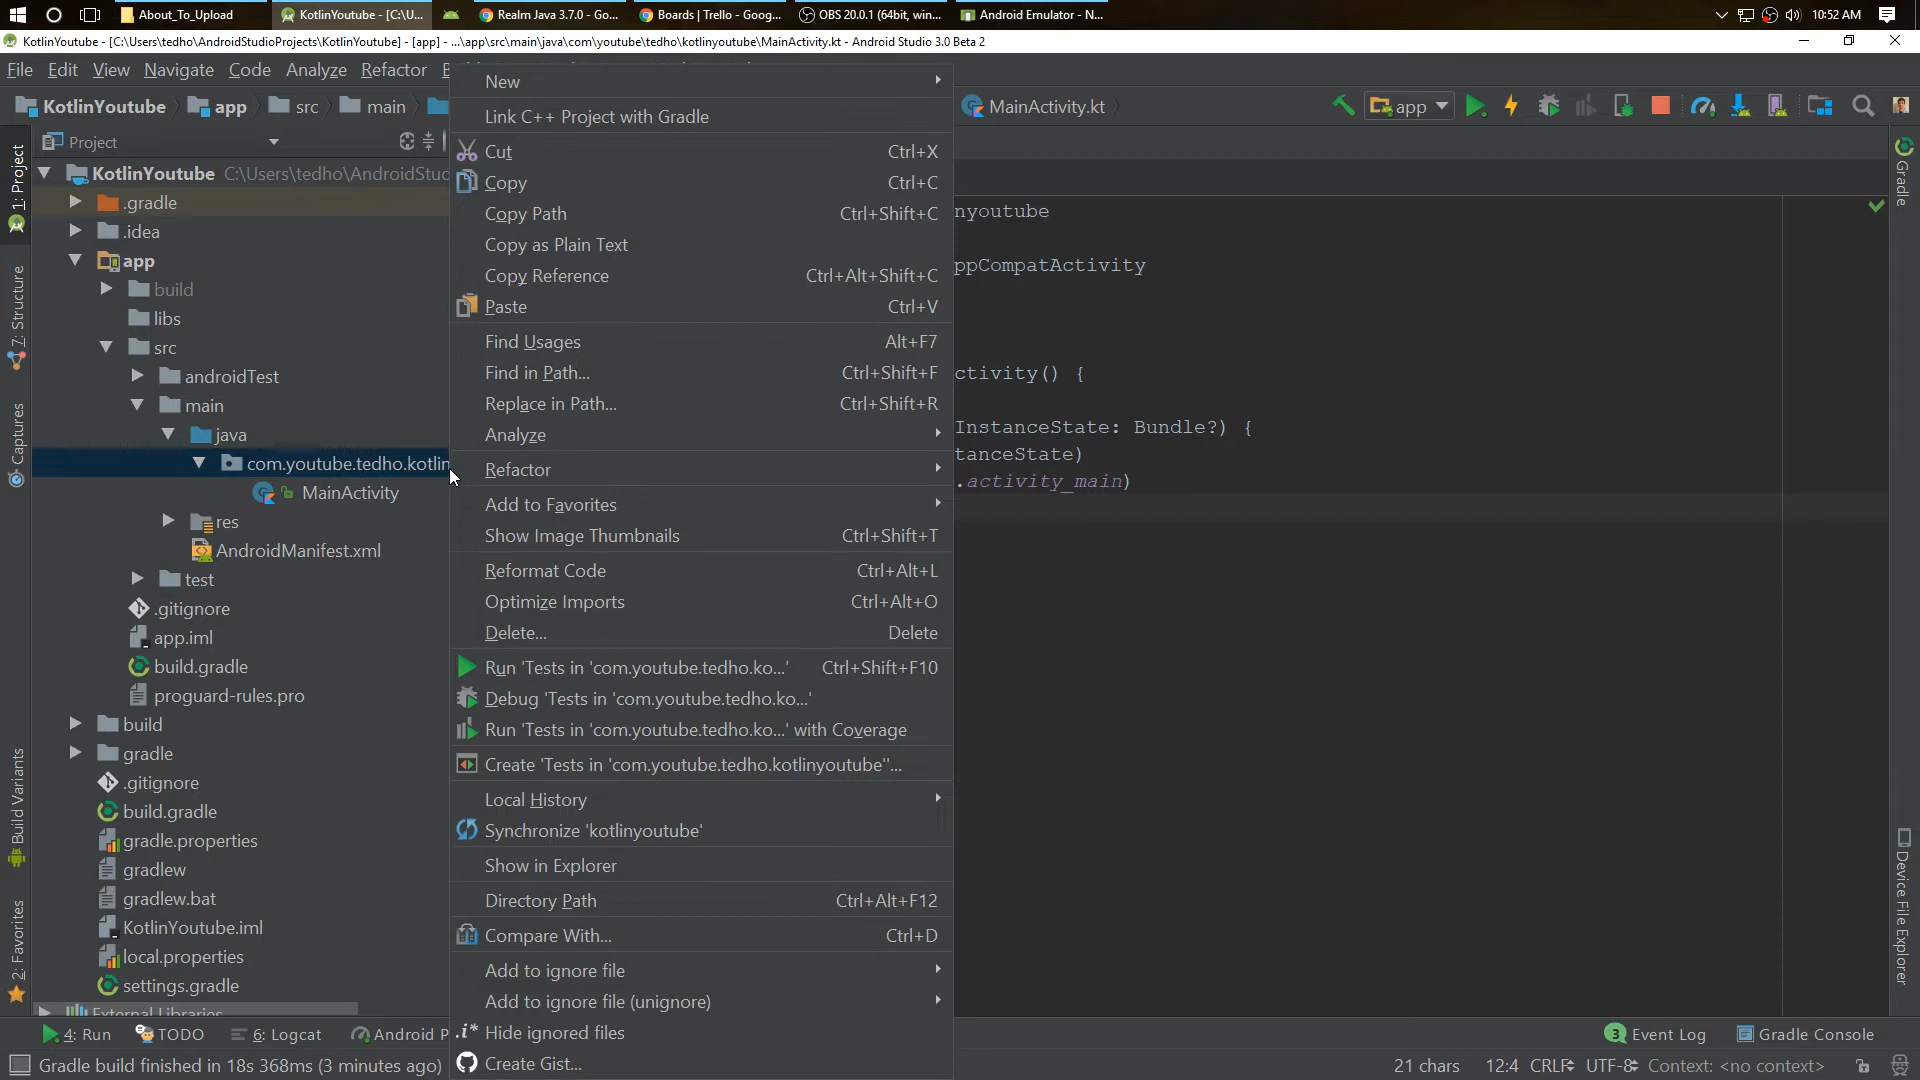 About_To_Upload
KotlinYoutube - [C:\U...
Realm Java 3.7.0 - Go...
Boards | Trello - Goog...
OBS 20.0.1 (64bit, win...
Android Emulator - N...
10:52 AM
KotlinYoutube - [C:\Users\tedho\AndroidStudioProjects\KotlinYoutube] - [app] - ...\app\src\main\java\com\youtube\tedho\kotlinyoutube\MainActivity.kt - Android Studio 3.0 Beta 2
File Edit View Navigate Code Analyze Refactor
KotlinYoutube app src main MainActivity.kt app
Project
KotlinYoutube C:\Users\tedho\AndroidStud
.gradle
.idea
app
build
libs
src
androidTest
main
java
com.youtube.tedho.kotlin
MainActivity
res
AndroidManifest.xml
test
.gitignore
app.iml
build.gradle
proguard-rules.pro
build
gradle
.gitignore
build.gradle
gradle.properties
gradlew
gradlew.bat
KotlinYoutube.iml
local.properties
settings.gradle
External Libraries
1: Project
7: Structure
Captures
Build Variants
2: Favorites
New
Link C++ Project with Gradle
Cut Ctrl+X
Copy Ctrl+C
Copy Path Ctrl+Shift+C
Copy as Plain Text
Copy Reference Ctrl+Alt+Shift+C
Paste Ctrl+V
Find Usages Alt+F7
Find in Path... Ctrl+Shift+F
Replace in Path... Ctrl+Shift+R
Analyze
Refactor
Add to Favorites
Show Image Thumbnails Ctrl+Shift+T
Reformat Code Ctrl+Alt+L
Optimize Imports Ctrl+Alt+O
Delete... Delete
Run 'Tests in 'com.youtube.tedho.ko...' Ctrl+Shift+F10
Debug 'Tests in 'com.youtube.tedho.ko...'
Run 'Tests in 'com.youtube.tedho.ko...' with Coverage
Create 'Tests in 'com.youtube.tedho.kotlinyoutube''...
Local History
Synchronize 'kotlinyoutube'
Show in Explorer
Directory Path Ctrl+Alt+F12
Compare With... Ctrl+D
Add to ignore file
Add to ignore file (unignore)
Hide ignored files
Create Gist...
nyoutube
ppCompatActivity
ctivity() {
InstanceState: Bundle?) {
tanceState)
.activity_main)
Gradle
Device File Explorer
4: Run TODO 6: Logcat Android P
3 Event Log Gradle Console
Gradle build finished in 18s 368ms (3 minutes ago)
21 chars 12:4 CRLF UTF-8 Context: <no context>